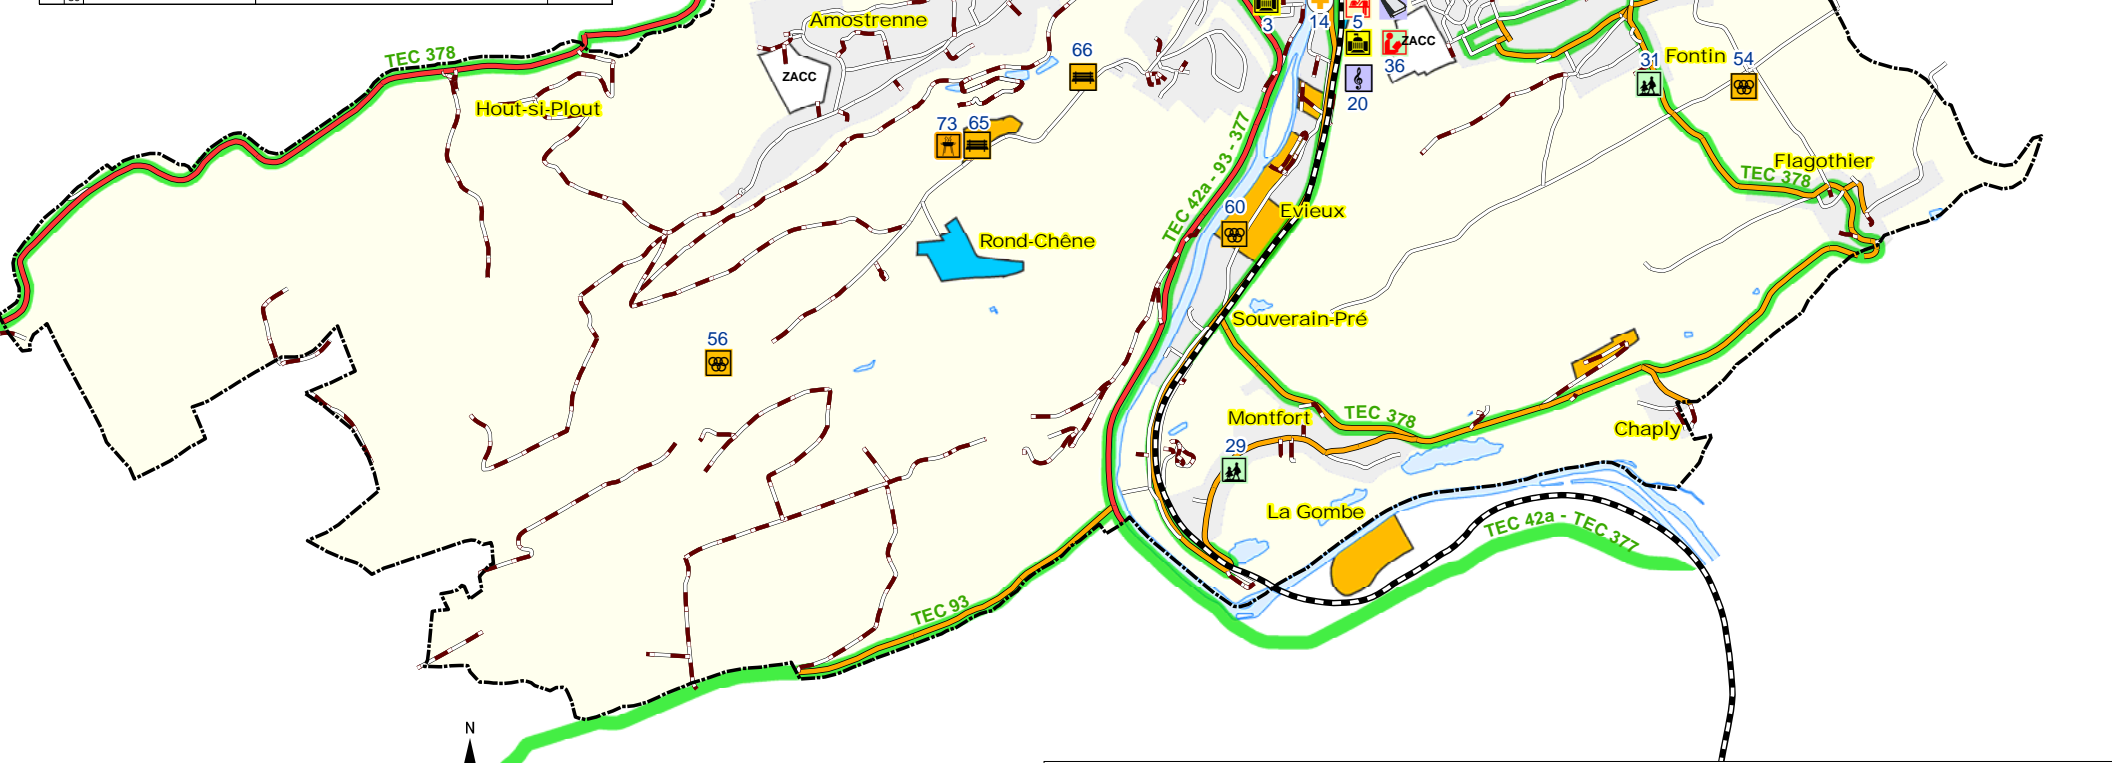 Amostrenne
3
14
5
ZACC
36
20
66
TEC 378
ZACC
Hout-si-Plout
31
Fontin
54
73
65
TEC 42a - 93 - 377
Flagothier
TEC 378
60
Evieux
Rond-Chêne
Souverain-Pré
56
Montfort
TEC 378
Chaply
29
La Gombe
TEC 42a - TEC 377
TEC 93
N